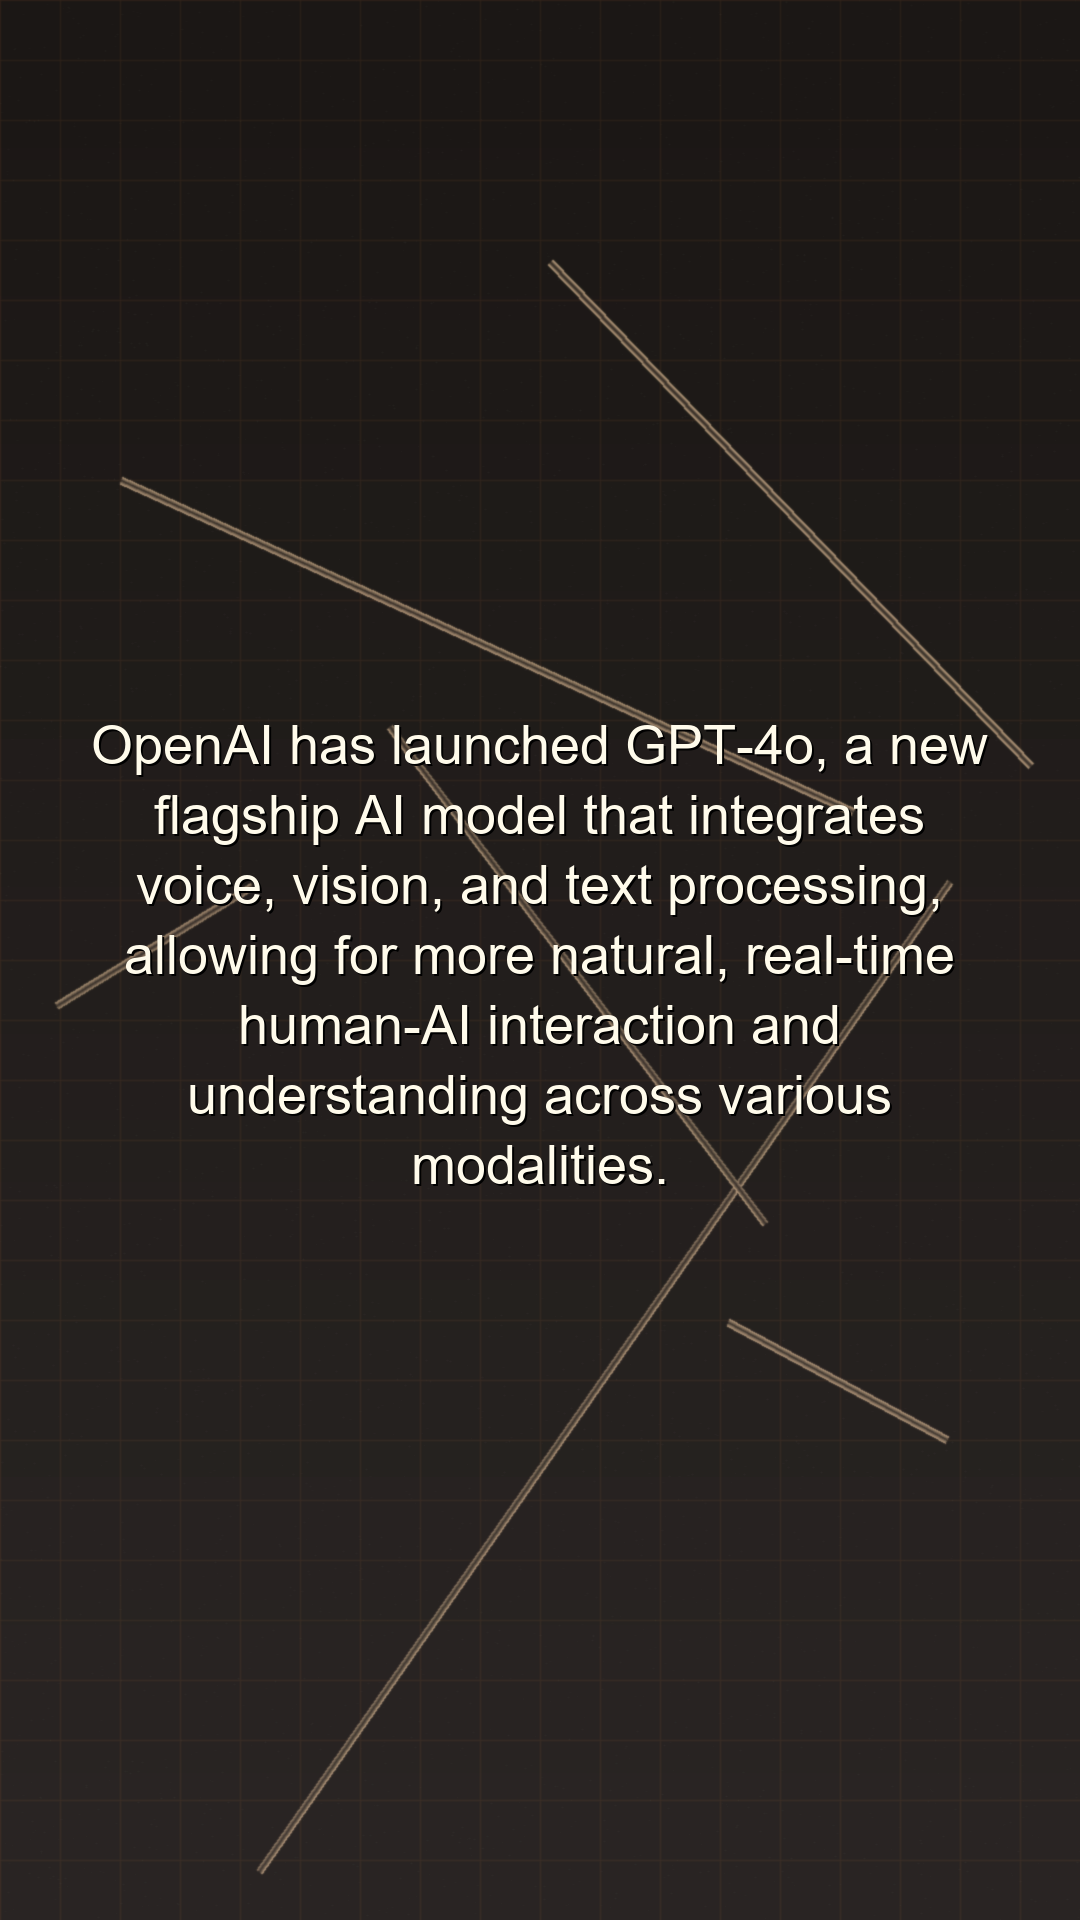 OpenAI has launched GPT-4o, a new
flagship AI model that integrates
voice, vision, and text processing,
allowing for more natural, real-time
human-AI interaction and
understanding across various
modalities.